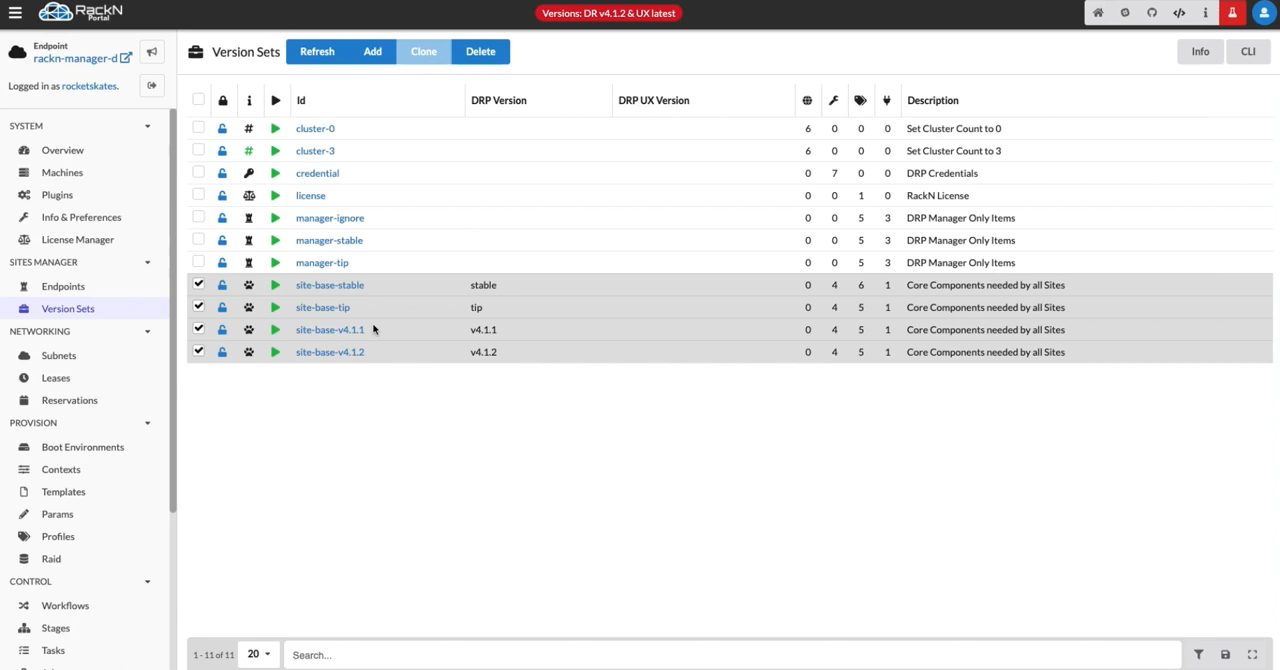 RackN
Portal
Versions: DR v4.1.2 & UX latest
Endpoint
rackn-manager-d
Logged in as rocketskates.
SYSTEM
Overview
Machines
Plugins
Info & Preferences
License Manager
SITES MANAGER
Endpoints
Version Sets
NETWORKING
Subnets
Leases
Reservations
PROVISION
Boot Environments
Contexts
Templates
Params
Profiles
Raid
CONTROL
Workflows
Stages
Tasks
Version Sets Refresh Add Clone Delete Info CLI
Id DRP Version DRP UX Version Description
cluster-0 6 0 0 0 Set Cluster Count to 0
cluster-3 6 0 0 0 Set Cluster Count to 3
credential 0 7 0 0 DRP Credentials
license 0 0 1 0 RackN License
manager-ignore 0 0 5 3 DRP Manager Only Items
manager-stable 0 0 5 3 DRP Manager Only Items
manager-tip 0 0 5 3 DRP Manager Only Items
site-base-stable stable 0 4 6 1 Core Components needed by all Sites
site-base-tip tip 0 4 5 1 Core Components needed by all Sites
site-base-v4.1.1 v4.1.1 0 4 5 1 Core Components needed by all Sites
site-base-v4.1.2 v4.1.2 0 4 5 1 Core Components needed by all Sites
1 - 11 of 11 20 Search...